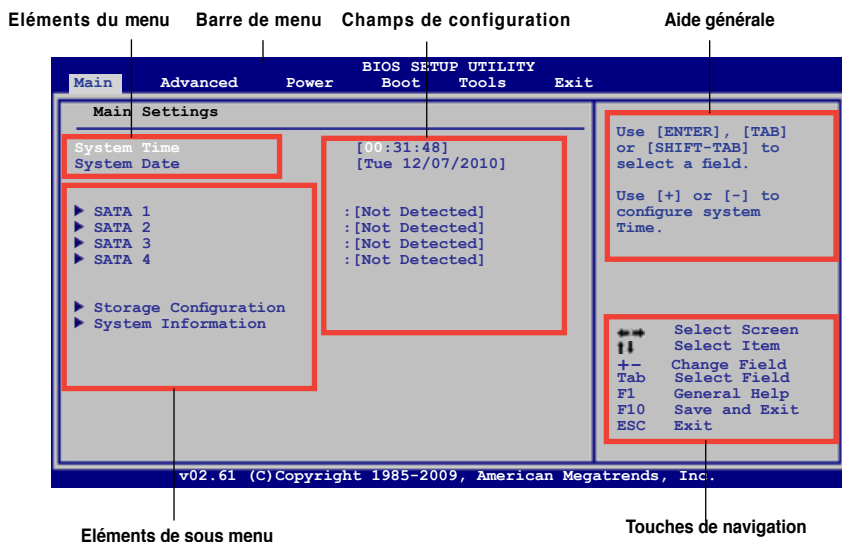 Eléments du menu Barre de menu Champs de configuration Aide générale
BIOS SETUP UTILITY
Main Advanced Power Boot Tools Exit
Main Settings
System Time [00:31:48]
System Date [Tue 12/07/2010]
SATA 1 :[Not Detected]
SATA 2 :[Not Detected]
SATA 3 :[Not Detected]
SATA 4 :[Not Detected]
Storage Configuration
System Information
Use [ENTER], [TAB]
or [SHIFT-TAB] to
select a field.
Use [+] or [-] to
configure system
Time.
Select Screen
Select Item
+- Change Field
Tab Select Field
F1 General Help
F10 Save and Exit
ESC Exit
v02.61 (C)Copyright 1985-2009, American Megatrends, Inc.
Eléments de sous menu Touches de navigation